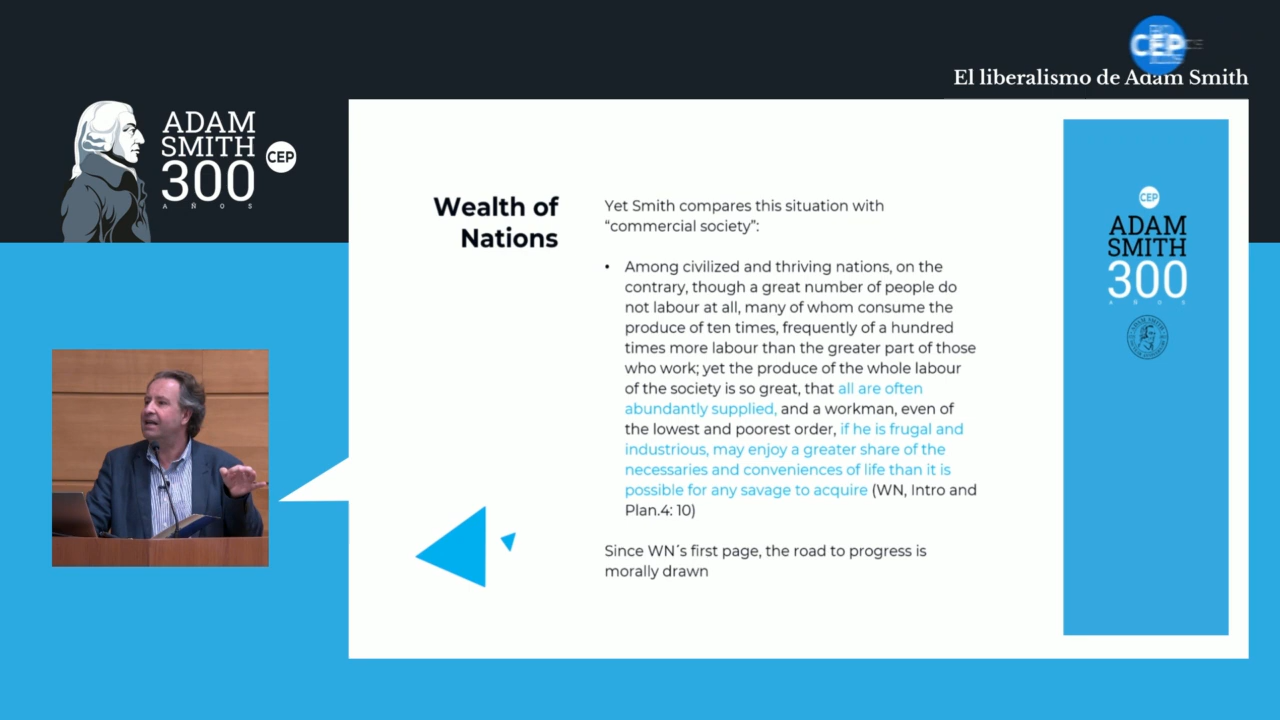 CEP
El liberalismo de Adam Smith
ADAM
SMITH
300
AÑOS
CEP
Wealth of
Nations
Yet Smith compares this situation with
“commercial society”:
• Among civilized and thriving nations, on the
contrary, though a great number of people do
not labour at all, many of whom consume the
produce of ten times, frequently of a hundred
times more labour than the greater part of those
who work; yet the produce of the whole labour
of the society is so great, that all are often
abundantly supplied, and a workman, even of
the lowest and poorest order, if he is frugal and
industrious, may enjoy a greater share of the
necessaries and conveniences of life than it is
possible for any savage to acquire (WN, Intro and
Plan.4: 10)
Since WN´s first page, the road to progress is
morally drawn
CEP
ADAM
SMITH
300
AÑOS